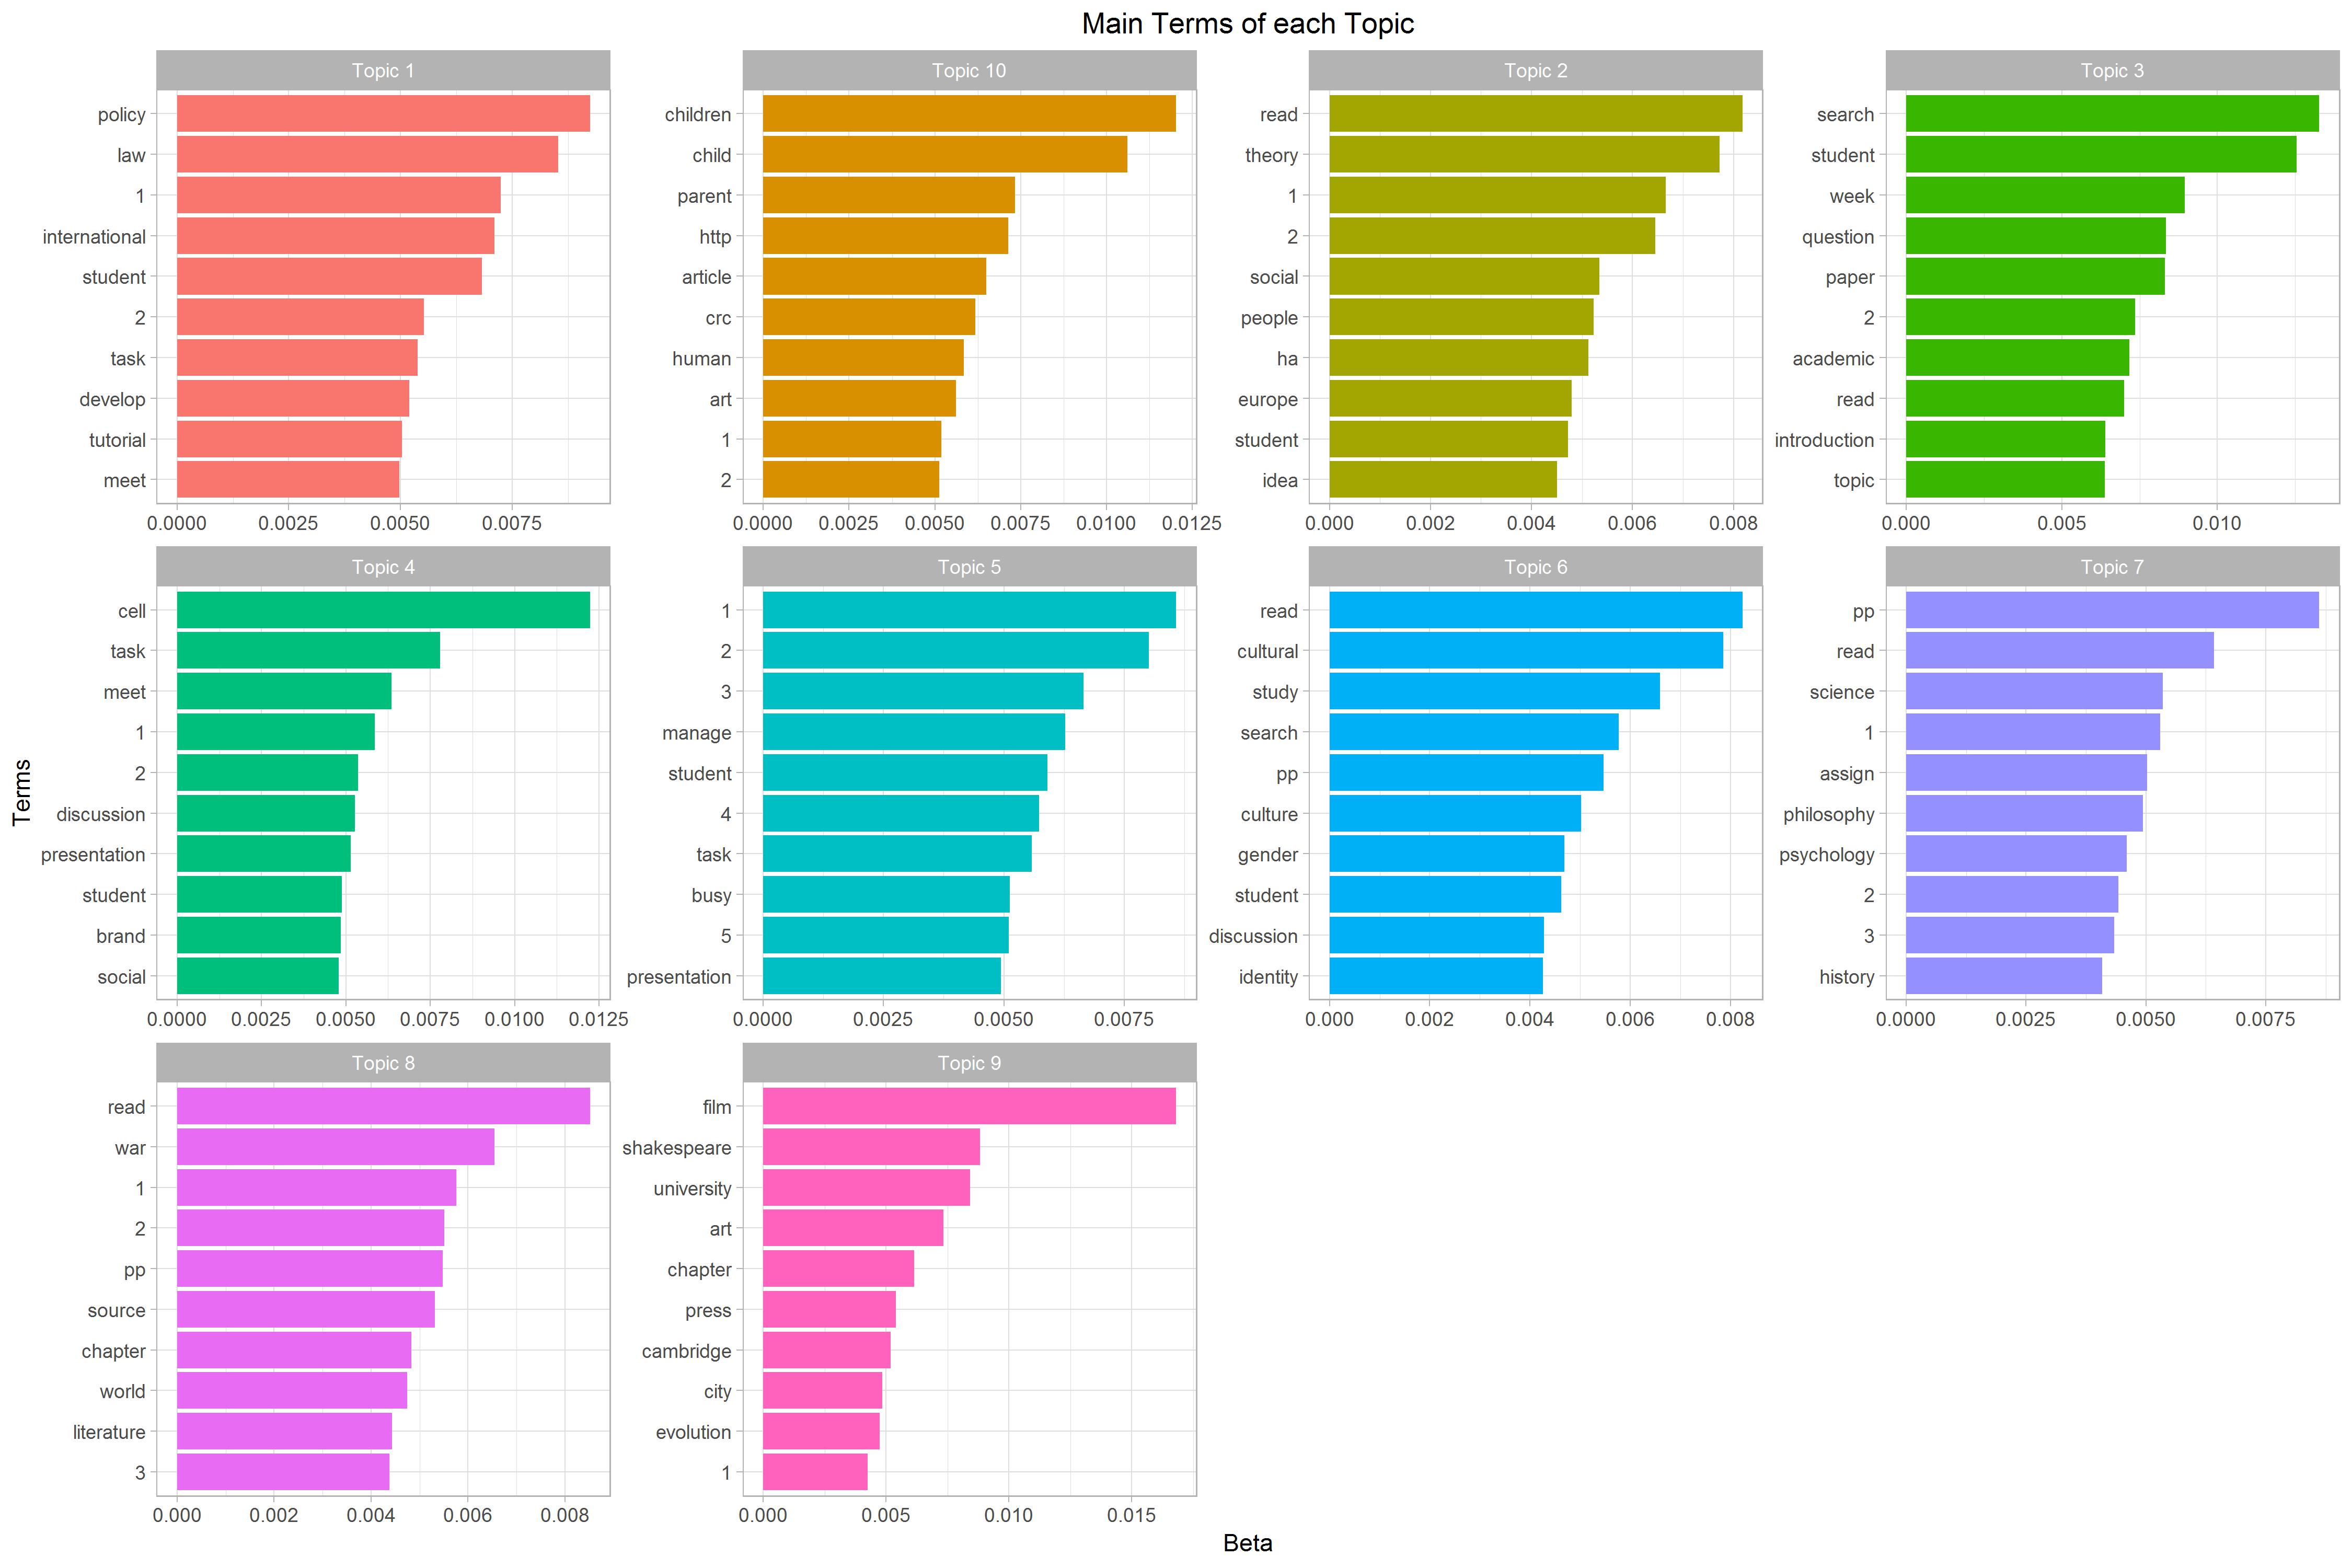 Main Terms of each Topic
Topic 1
policy
law
1
international
student
2
task
develop
tutorial
meet
0.0000 0.0025 0.0050 0.0075
Topic 10
children
child
parent
http
article
crc
human
art
1
2
0.0000 0.0025 0.0050 0.0075 0.0100 0.0125
Topic 2
read
theory
1
2
social
people
ha
europe
student
idea
0.000 0.002 0.004 0.006 0.008
Topic 3
search
student
week
question
paper
2
academic
read
introduction
topic
0.000 0.005 0.010
Terms
Topic 4
cell
task
meet
1
2
discussion
presentation
student
brand
social
0.0000 0.0025 0.0050 0.0075 0.0100 0.0125
Topic 5
1
2
3
manage
student
4
task
busy
5
presentation
0.0000 0.0025 0.0050 0.0075
Topic 6
read
cultural
study
search
pp
culture
gender
student
discussion
identity
0.000 0.002 0.004 0.006 0.008
Topic 7
pp
read
science
1
assign
philosophy
psychology
2
3
history
0.0000 0.0025 0.0050 0.0075
Topic 8
read
war
1
2
pp
source
chapter
world
literature
3
0.000 0.002 0.004 0.006 0.008
Topic 9
film
shakespeare
university
art
chapter
press
cambridge
city
evolution
1
0.000 0.005 0.010 0.015
Beta